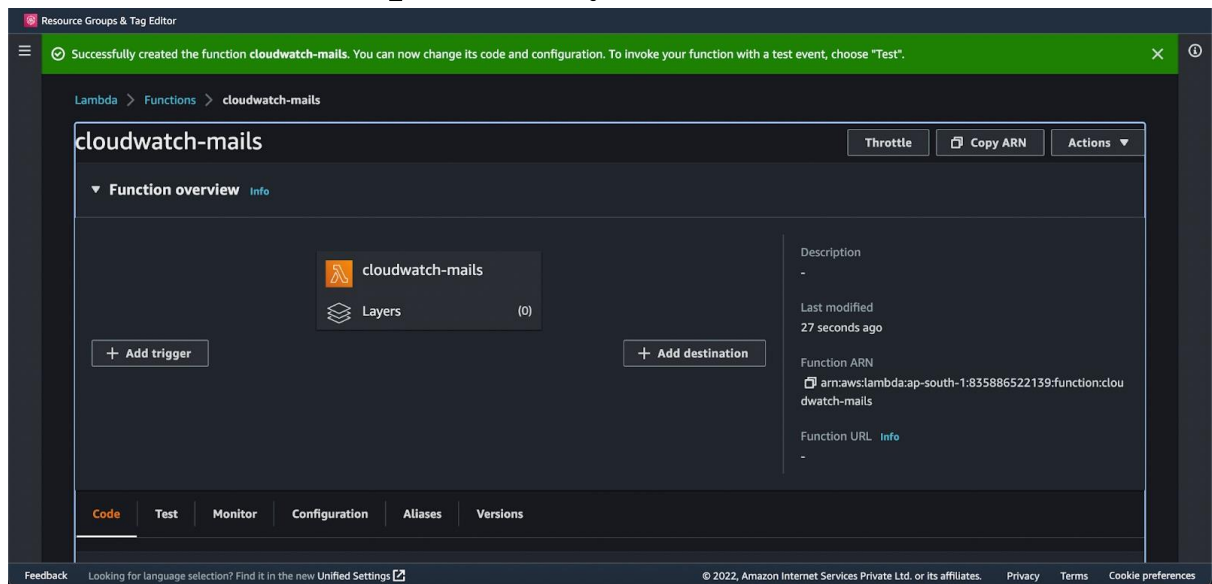 Resource Groups & Tag Editor
Successfully created the function cloudwatch-mails. You can now change its code and configuration. To invoke your function with a test event, choose "Test".
Lambda > Functions > cloudwatch-mails
cloudwatch-mails
Throttle
Copy ARN
Actions
Function overview Info
cloudwatch-mails
Layers (0)
+ Add trigger
+ Add destination
Description
-
Last modified
27 seconds ago
Function ARN
arn:aws:lambda:ap-south-1:835886522139:function:clou
dwatch-mails
Function URL Info
-
Code Test Monitor Configuration Aliases Versions
Feedback Looking for language selection? Find it in the new Unified Settings © 2022, Amazon Internet Services Private Ltd. or its affiliates. Privacy Terms Cookie preferences